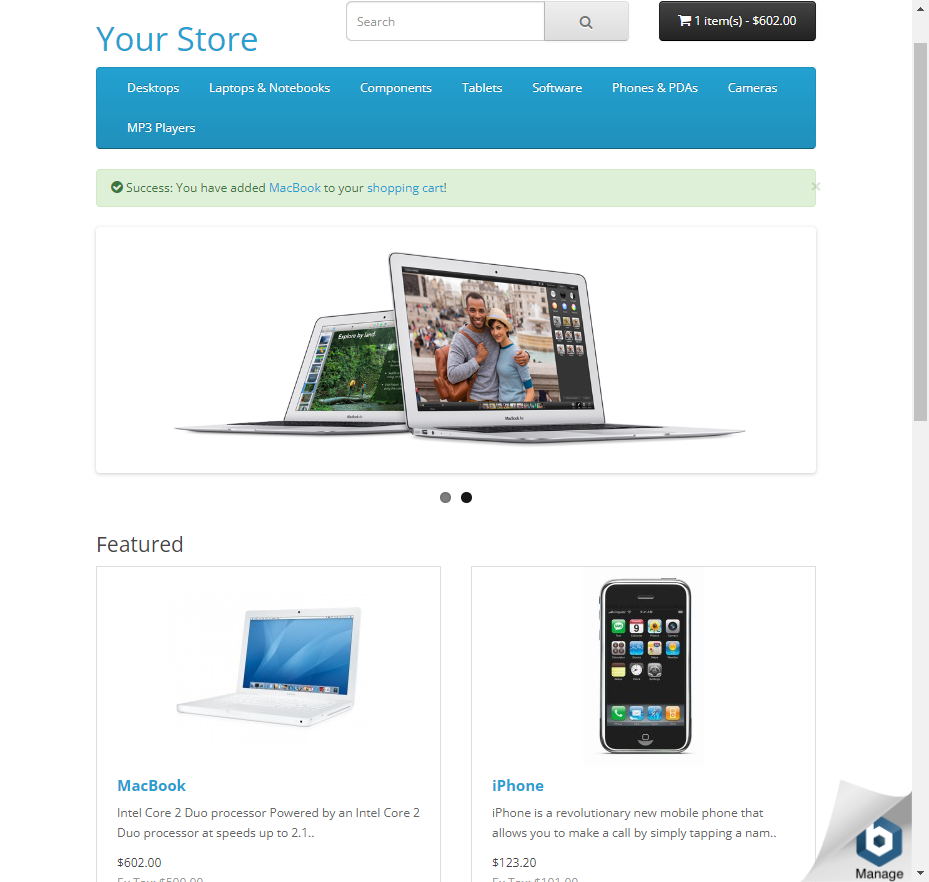 Search
1 item(s) - $602.00
Your Store
Desktops
Laptops & Notebooks
Components
Tablets
Software
Phones & PDAs
Cameras
MP3 Players
Success: You have added MacBook to your shopping cart!
×
Explore by land.
MacBook Air
Featured
MacBook
Intel Core 2 Duo processor Powered by an Intel Core 2
Duo processor at speeds up to 2.1..
$602.00
Ex Tax: $500.00
iPhone
iPhone is a revolutionary new mobile phone that
allows you to make a call by simply tapping a nam..
$123.20
Ex Tax: $101.00
Manage